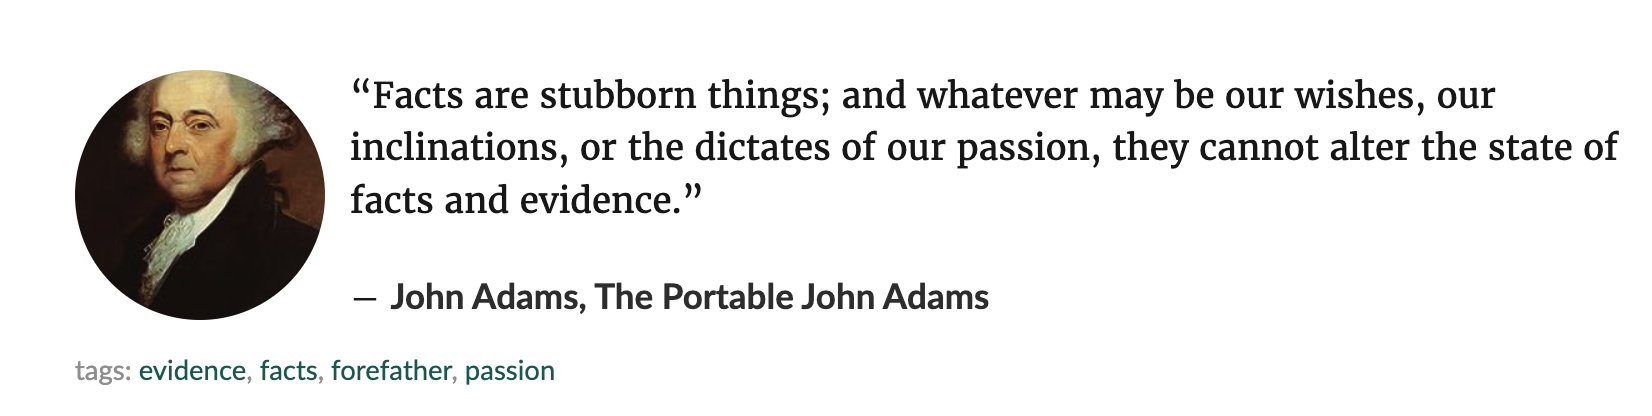 “Facts are stubborn things; and whatever may be our wishes, our
inclinations, or the dictates of our passion, they cannot alter the state of
facts and evidence.”
― John Adams, The Portable John Adams
tags: evidence, facts, forefather, passion